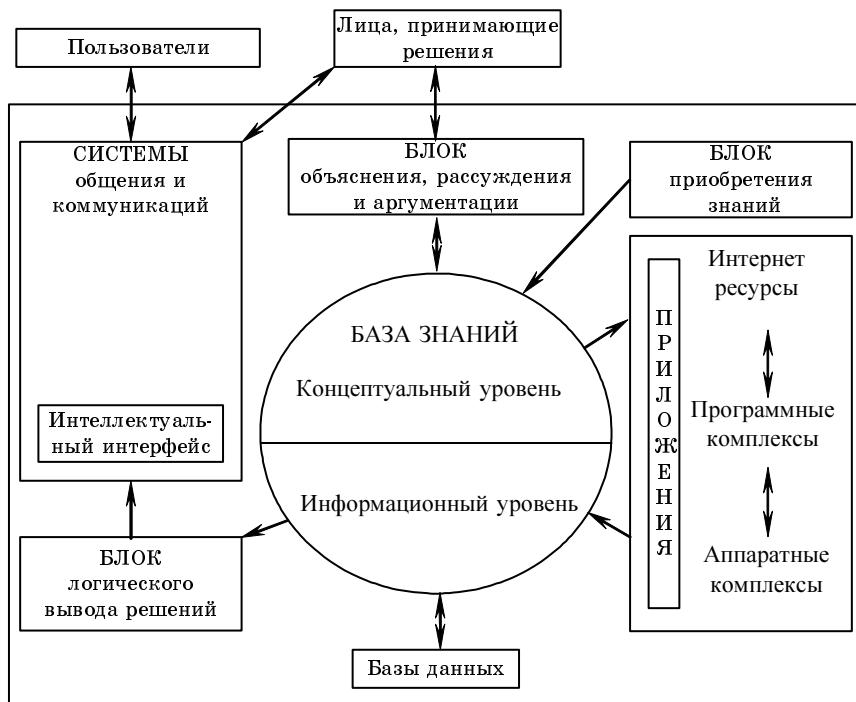 Пользователи
Лица, принимающие
решения
СИСТЕМЫ
общения и
коммуникаций
Интеллектуаль-
ный интерфейс
БЛОК
объяснения, рассуждения
и аргументации
БЛОК
приобретения
знаний
БАЗА ЗНАНИЙ
Концептуальный уровень
Информационный уровень
ПРИЛОЖЕНИЯ
Интернет
ресурсы
Программные
комплексы
Аппаратные
комплексы
БЛОК
логического
вывода решений
Базы данных